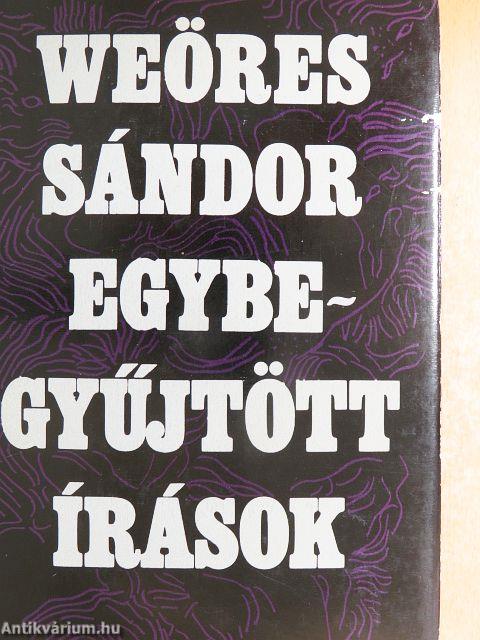 WEÖRES
SÁNDOR
EGYBE~
GYŰJTÖTT
ÍRÁSOK
Antikvárium.hu